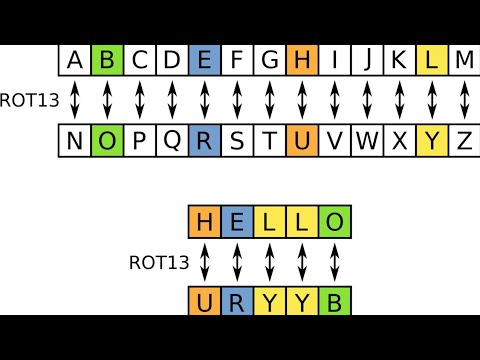 A B C D E F G H I J K L M
ROT13
N O P Q R S T U V W X Y Z
H E L L O
ROT13
U R Y Y B